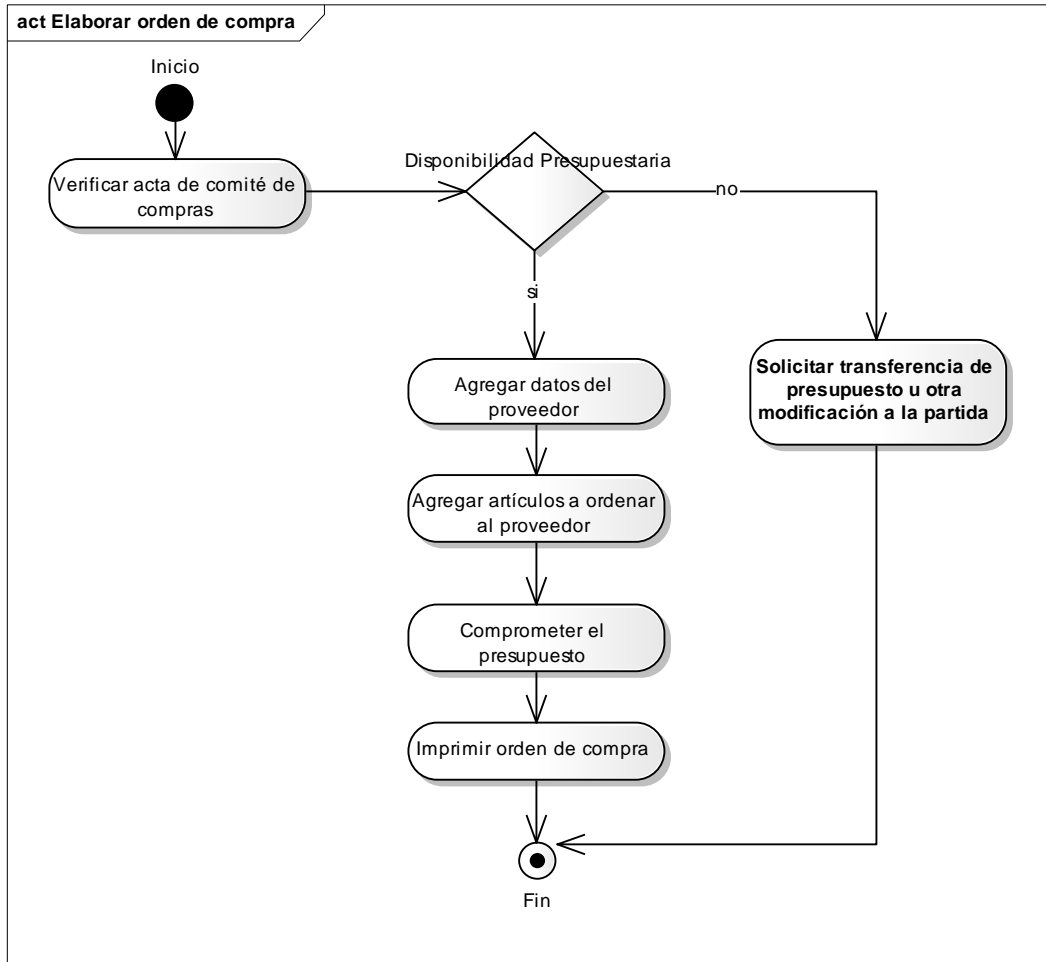 act Elaborar orden de compra
Inicio
Verificar acta de comité de
compras
Disponibilidad Presupuestaria
no
si
Solicitar transferencia de
presupuesto u otra
modificación a la partida
Agregar datos del
proveedor
Agregar artículos a ordenar
al proveedor
Comprometer el
presupuesto
Imprimir orden de compra
Fin